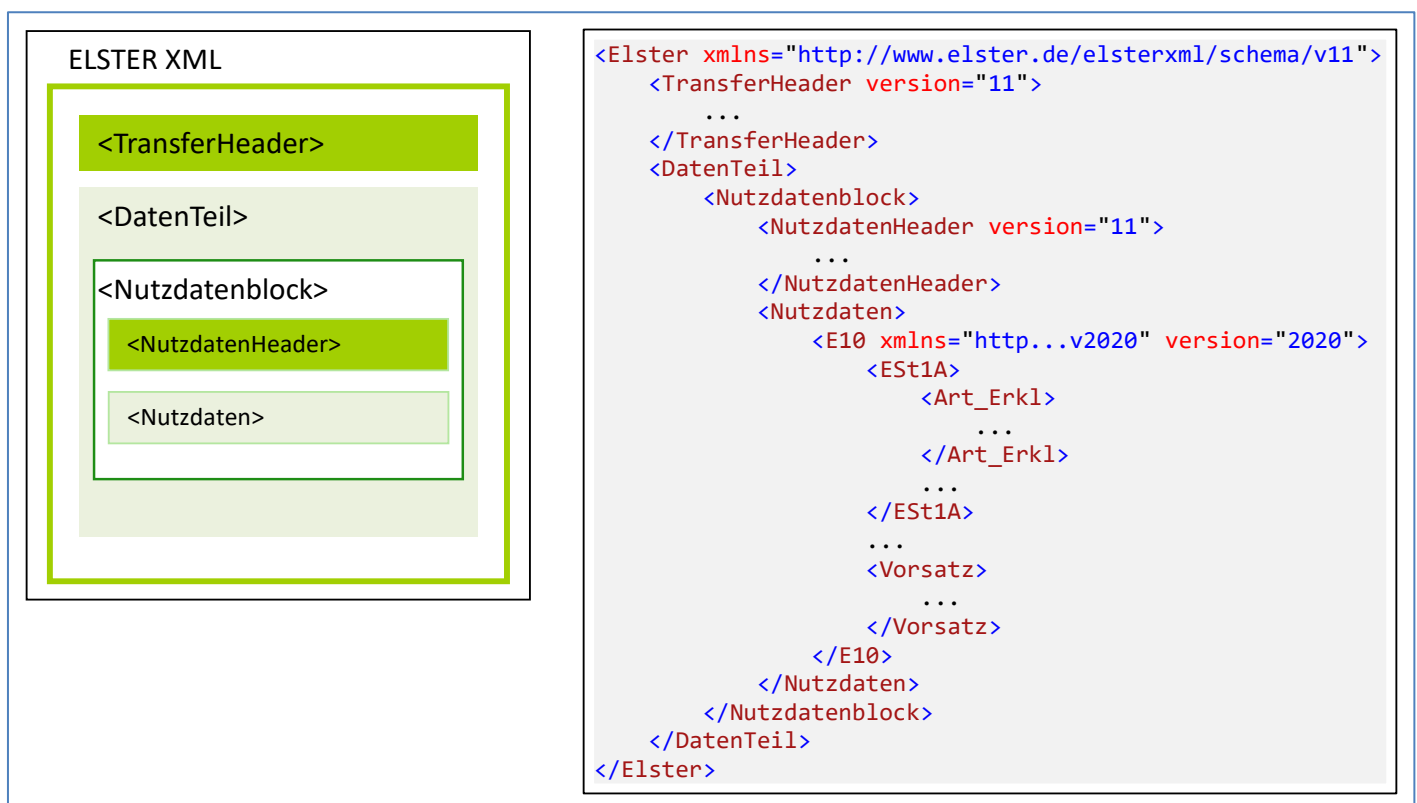 ELSTER XML
<TransferHeader>
<DatenTeil>
<Nutzdatenblock>
<NutzdatenHeader>
<Nutzdaten>
<Elster xmlns="http://www.elster.de/elsterxml/schema/v11">
    <TransferHeader version="11">
        ...
    </TransferHeader>
    <DatenTeil>
        <Nutzdatenblock>
            <NutzdatenHeader version="11">
                ...
            </NutzdatenHeader>
            <Nutzdaten>
                <E10 xmlns="http...v2020" version="2020">
                    <ESt1A>
                        <Art_Erkl>
                            ...
                        </Art_Erkl>
                        ...
                    </ESt1A>
                    ...
                    <Vorsatz>
                        ...
                    </Vorsatz>
                </E10>
            </Nutzdaten>
        </Nutzdatenblock>
    </DatenTeil>
</Elster>